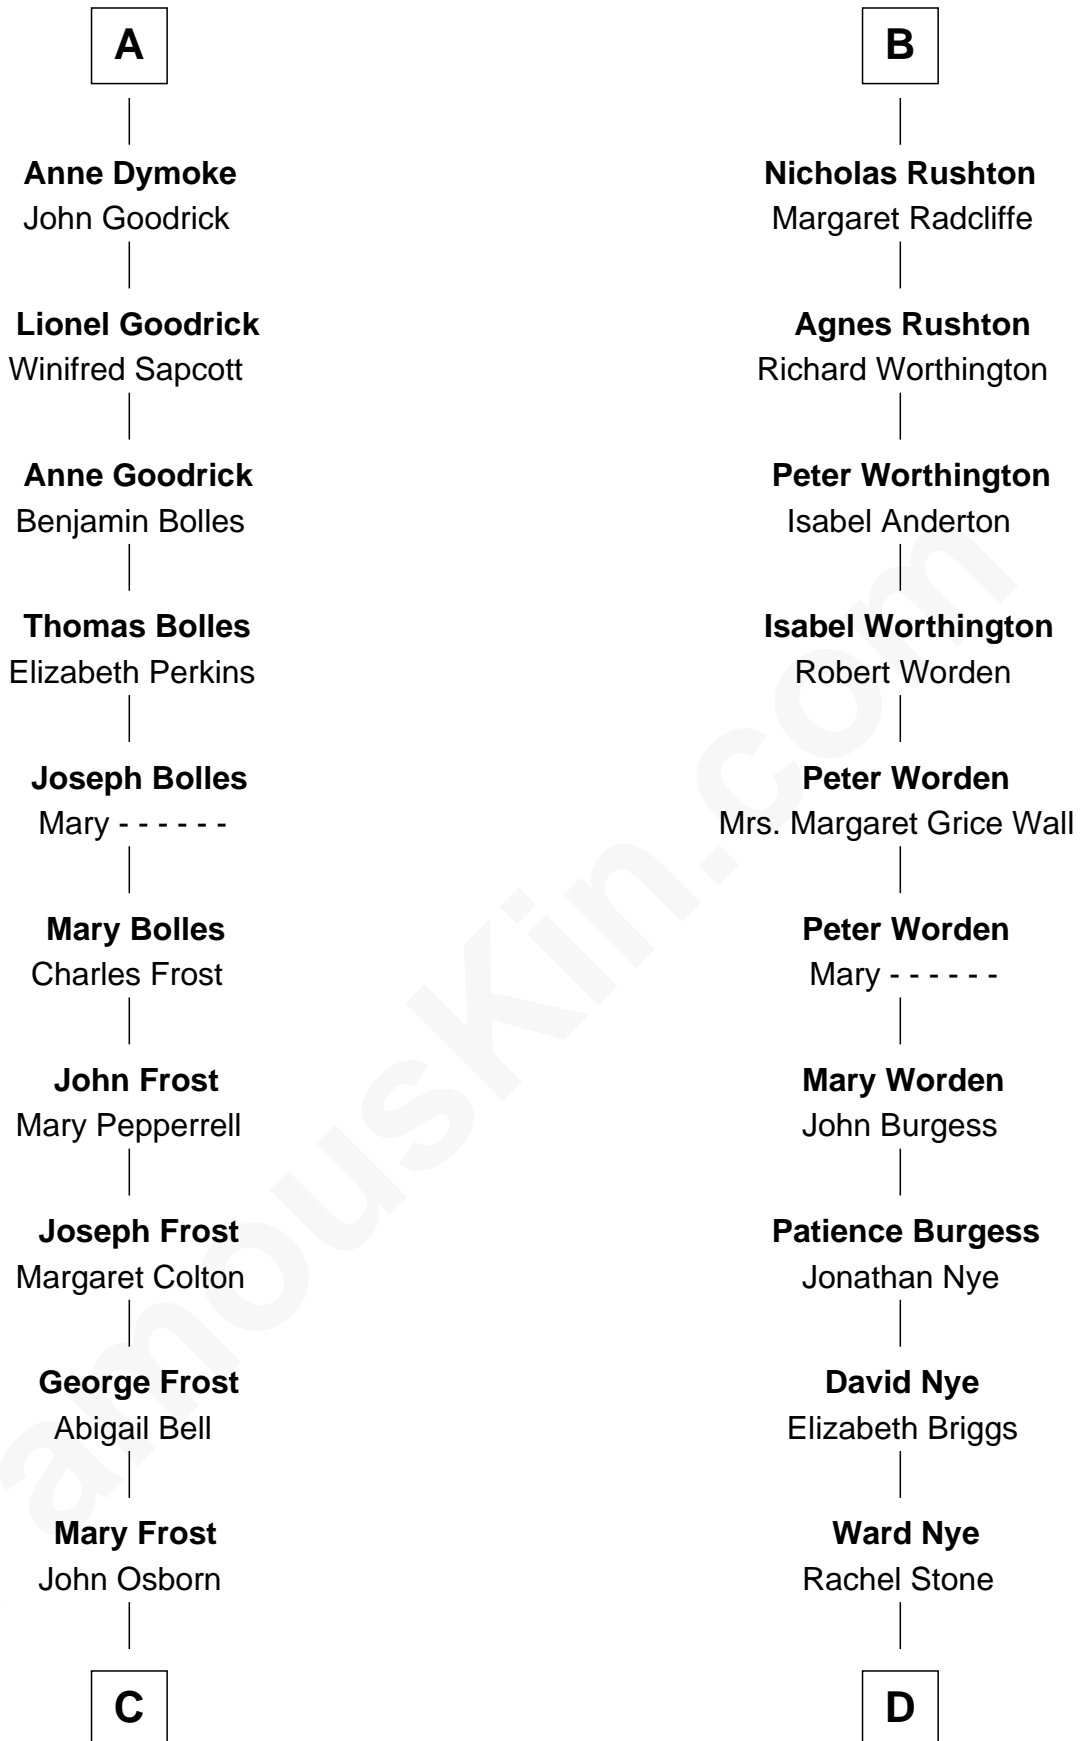 A
Anne Dymoke
John Goodrick
Lionel Goodrick
Winifred Sapcott
Anne Goodrick
Benjamin Bolles
Thomas Bolles
Elizabeth Perkins
Joseph Bolles
Mary - - - - - -
Mary Bolles
Charles Frost
John Frost
Mary Pepperrell
Joseph Frost
Margaret Colton
George Frost
Abigail Bell
Mary Frost
John Osborn
C
B
Nicholas Rushton
Margaret Radcliffe
Agnes Rushton
Richard Worthington
Peter Worthington
Isabel Anderton
Isabel Worthington
Robert Worden
Peter Worden
Mrs. Margaret Grice Wall
Peter Worden
Mary - - - - - -
Mary Worden
John Burgess
Patience Burgess
Jonathan Nye
David Nye
Elizabeth Briggs
Ward Nye
Rachel Stone
D
amousKin.com